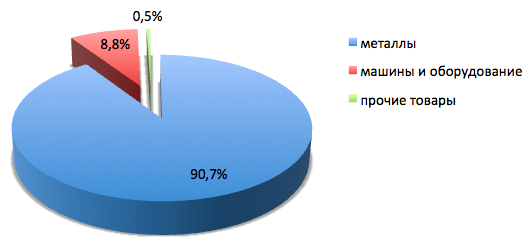 0,5%
8,8%
90,7%
металлы
машины и оборудование
прочие товары